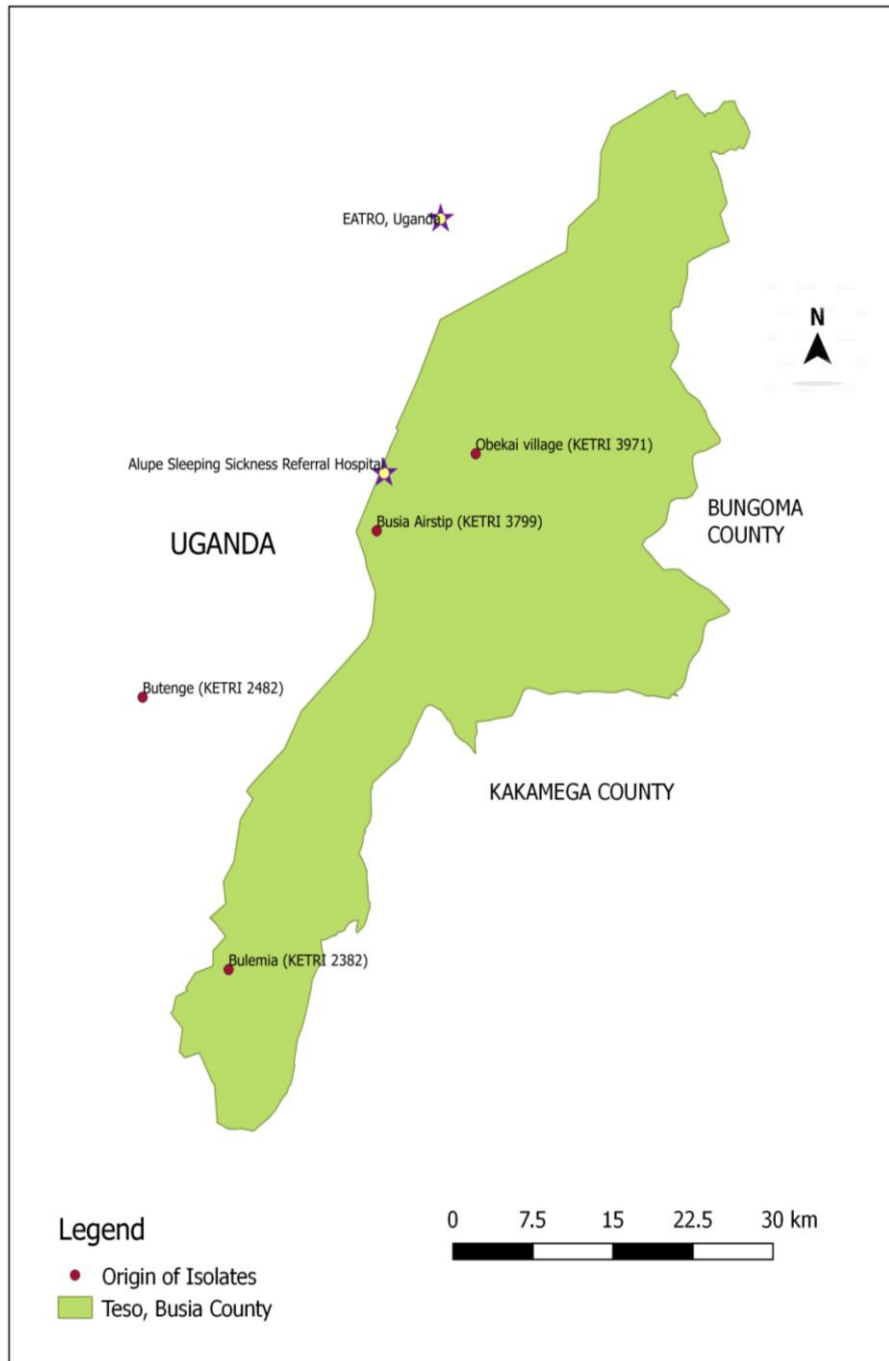 EATRO, Uganda
N
Obekai village (KETRI 3971)
Alupe Sleeping Sickness Referral Hospital
Busia Airstip (KETRI 3799)
BUNGOMA
COUNTY
UGANDA
Butenge (KETRI 2482)
KAKAMEGA COUNTY
Bulemia (KETRI 2382)
Legend
0 7.5 15 22.5 30 km
Origin of Isolates
Teso, Busia County